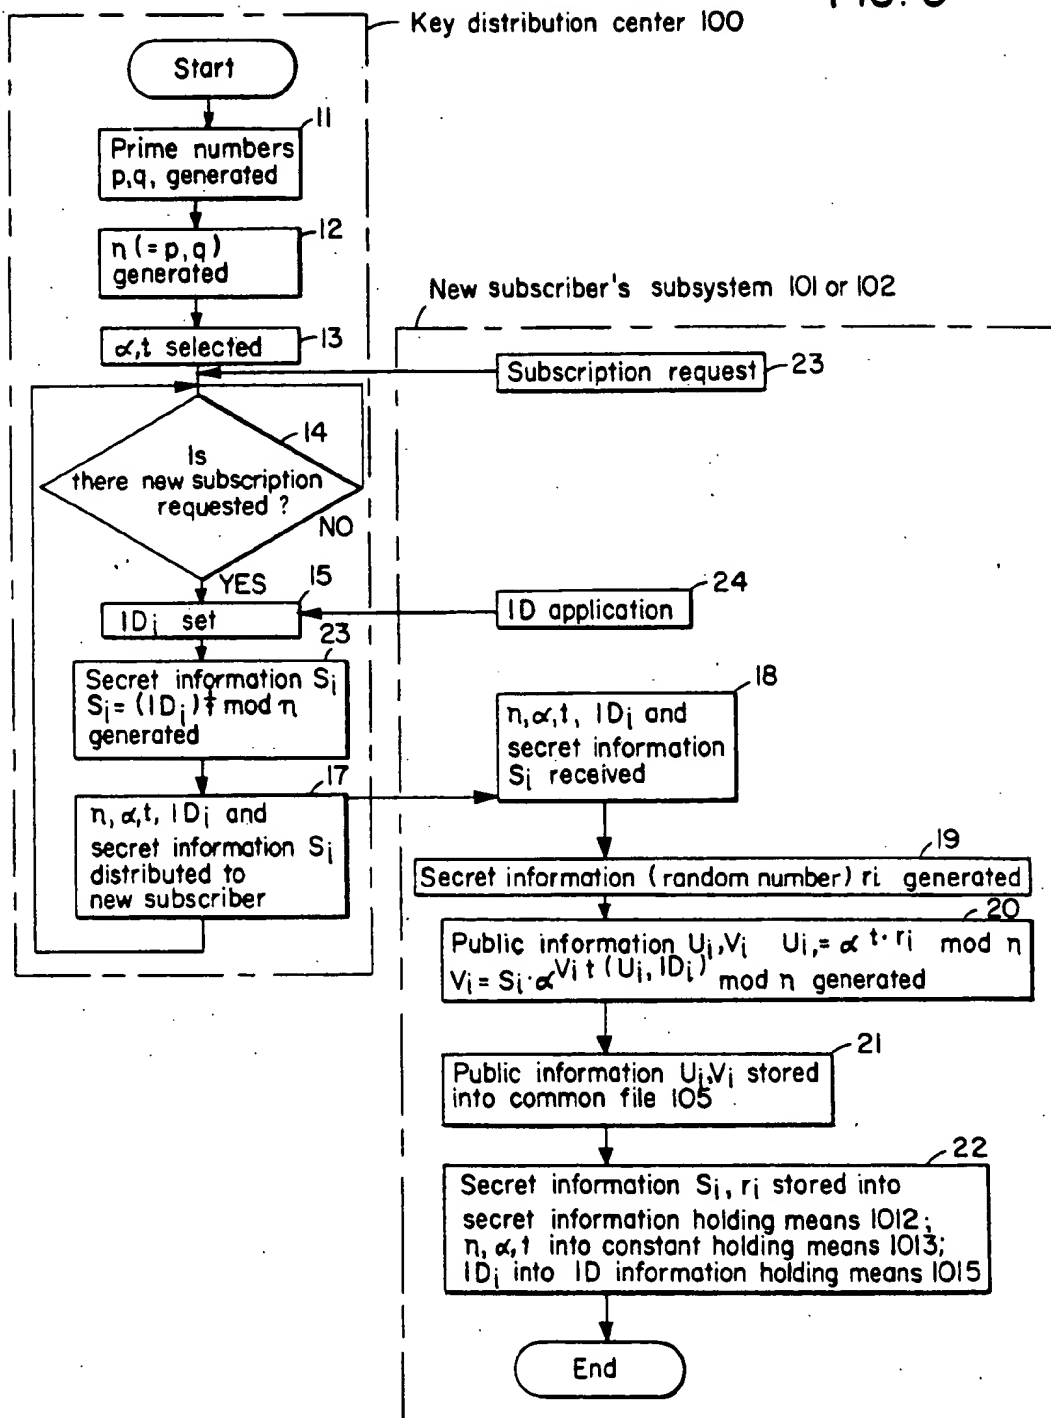 Key distribution center 100
Start
11
Prime numbers
p,q, generated
12
n (= p, q)
generated
13
α,t selected
New subscriber's subsystem 101 or 102
Subscription request
23
14
Is
there new subscription
requested ?
NO
YES
15
IDi set
24
ID application
23
Secret information Si
Si = (IDi) t mod n
generated
17
n, α, t, IDi and
secret information Si
distributed to
new subscriber
18
n, α, t, IDi and
secret information
Si received
19
Secret information (random number) ri generated
20
Public information Ui, Vi Ui, = α t · ri mod n
Vi = Si · α Vi t (Ui, IDi) mod n generated
21
Public information Ui, Vi stored
into common file 105
22
Secret information Si, ri stored into
secret information holding means 1012;
n, α, t into constant holding means 1013;
IDi into ID information holding means 1015
End